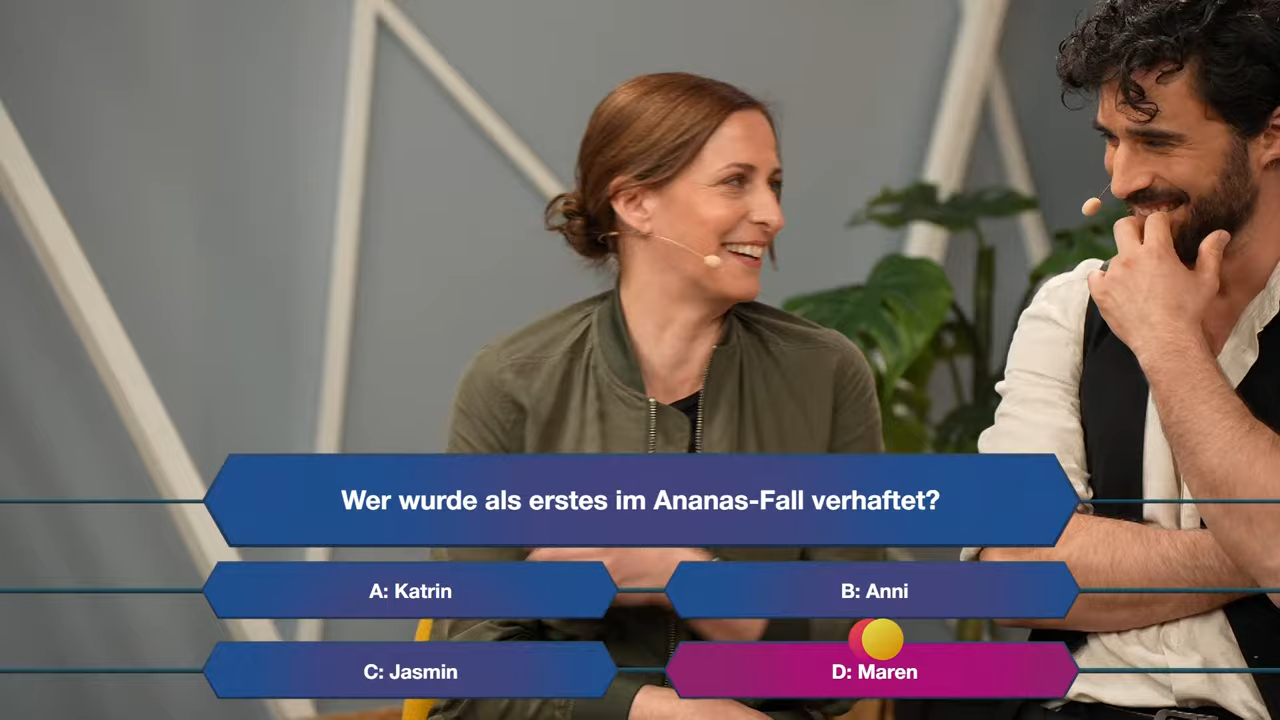 Wer wurde als erstes im Ananas-Fall verhaftet?
A: Katrin
B: Anni
C: Jasmin
D: Maren